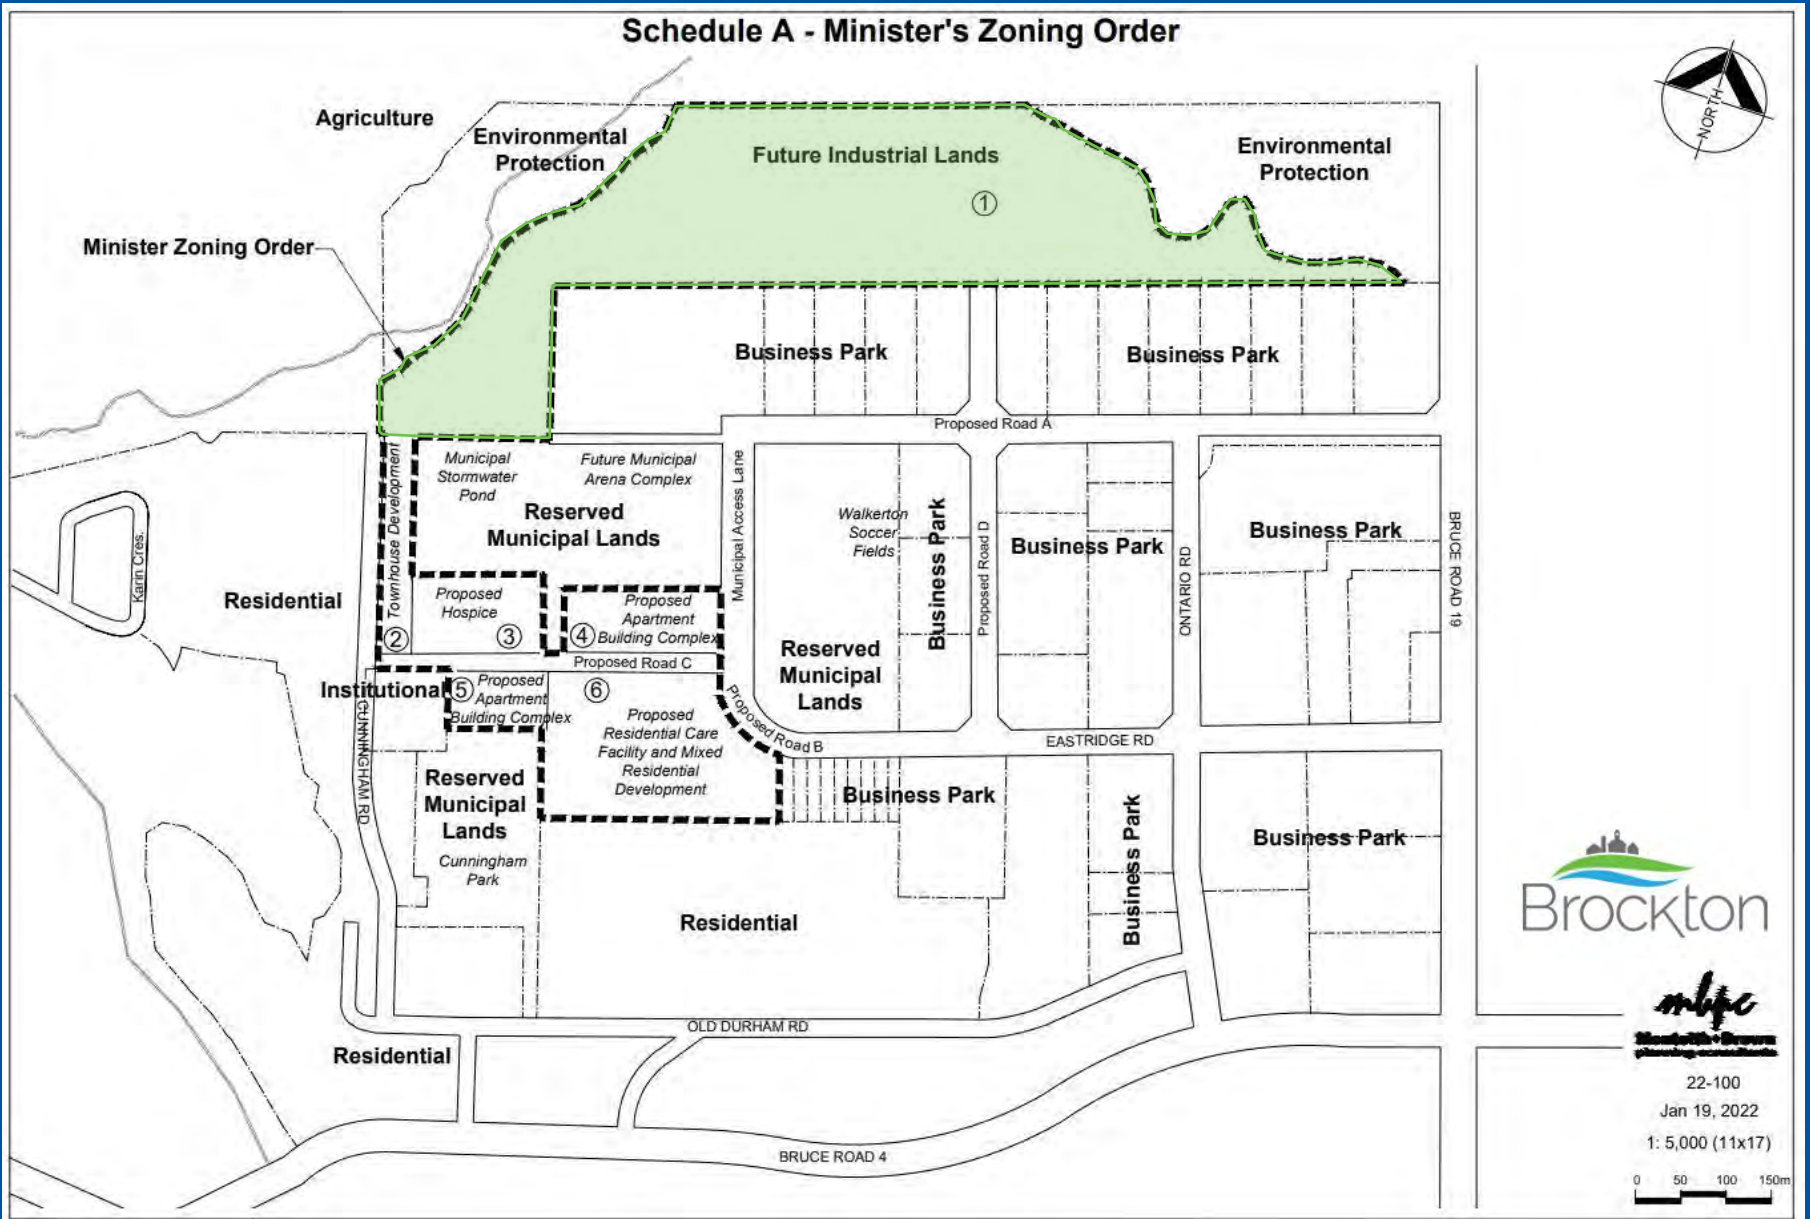 Schedule A - Minister's Zoning Order
NORTH
Agriculture
Environmental
Protection
Future Industrial Lands
1
Environmental
Protection
Minister Zoning Order
Business Park
Business Park
Proposed Road A
Townhouse Development
Municipal
Stormwater
Pond
Future Municipal
Arena Complex
Reserved
Municipal Lands
Municipal Access Lane
Walkerton
Soccer
Fields
Business Park
Proposed Road D
Business Park
ONTARIO RD
Business Park
BRUCE ROAD 19
Karin Cres.
Residential
Proposed
Hospice
2
3
4
Proposed
Apartment
Building Complex
Reserved
Municipal
Lands
Proposed Road C
Institutional
5
Proposed
Apartment
Building Complex
6
Proposed
Residential Care
Facility and Mixed
Residential
Development
Proposed Road B
EASTRIDGE RD
CUNNINGHAM RD
Reserved
Municipal
Lands
Cunningham
Park
Business Park
Business Park
Business Park
Residential
Brockton
OLD DURHAM RD
Residential
BRUCE ROAD 4
mbpc
Monteith+Brown
planning consultants
22-100
Jan 19, 2022
1: 5,000 (11x17)
0 50 100 150m